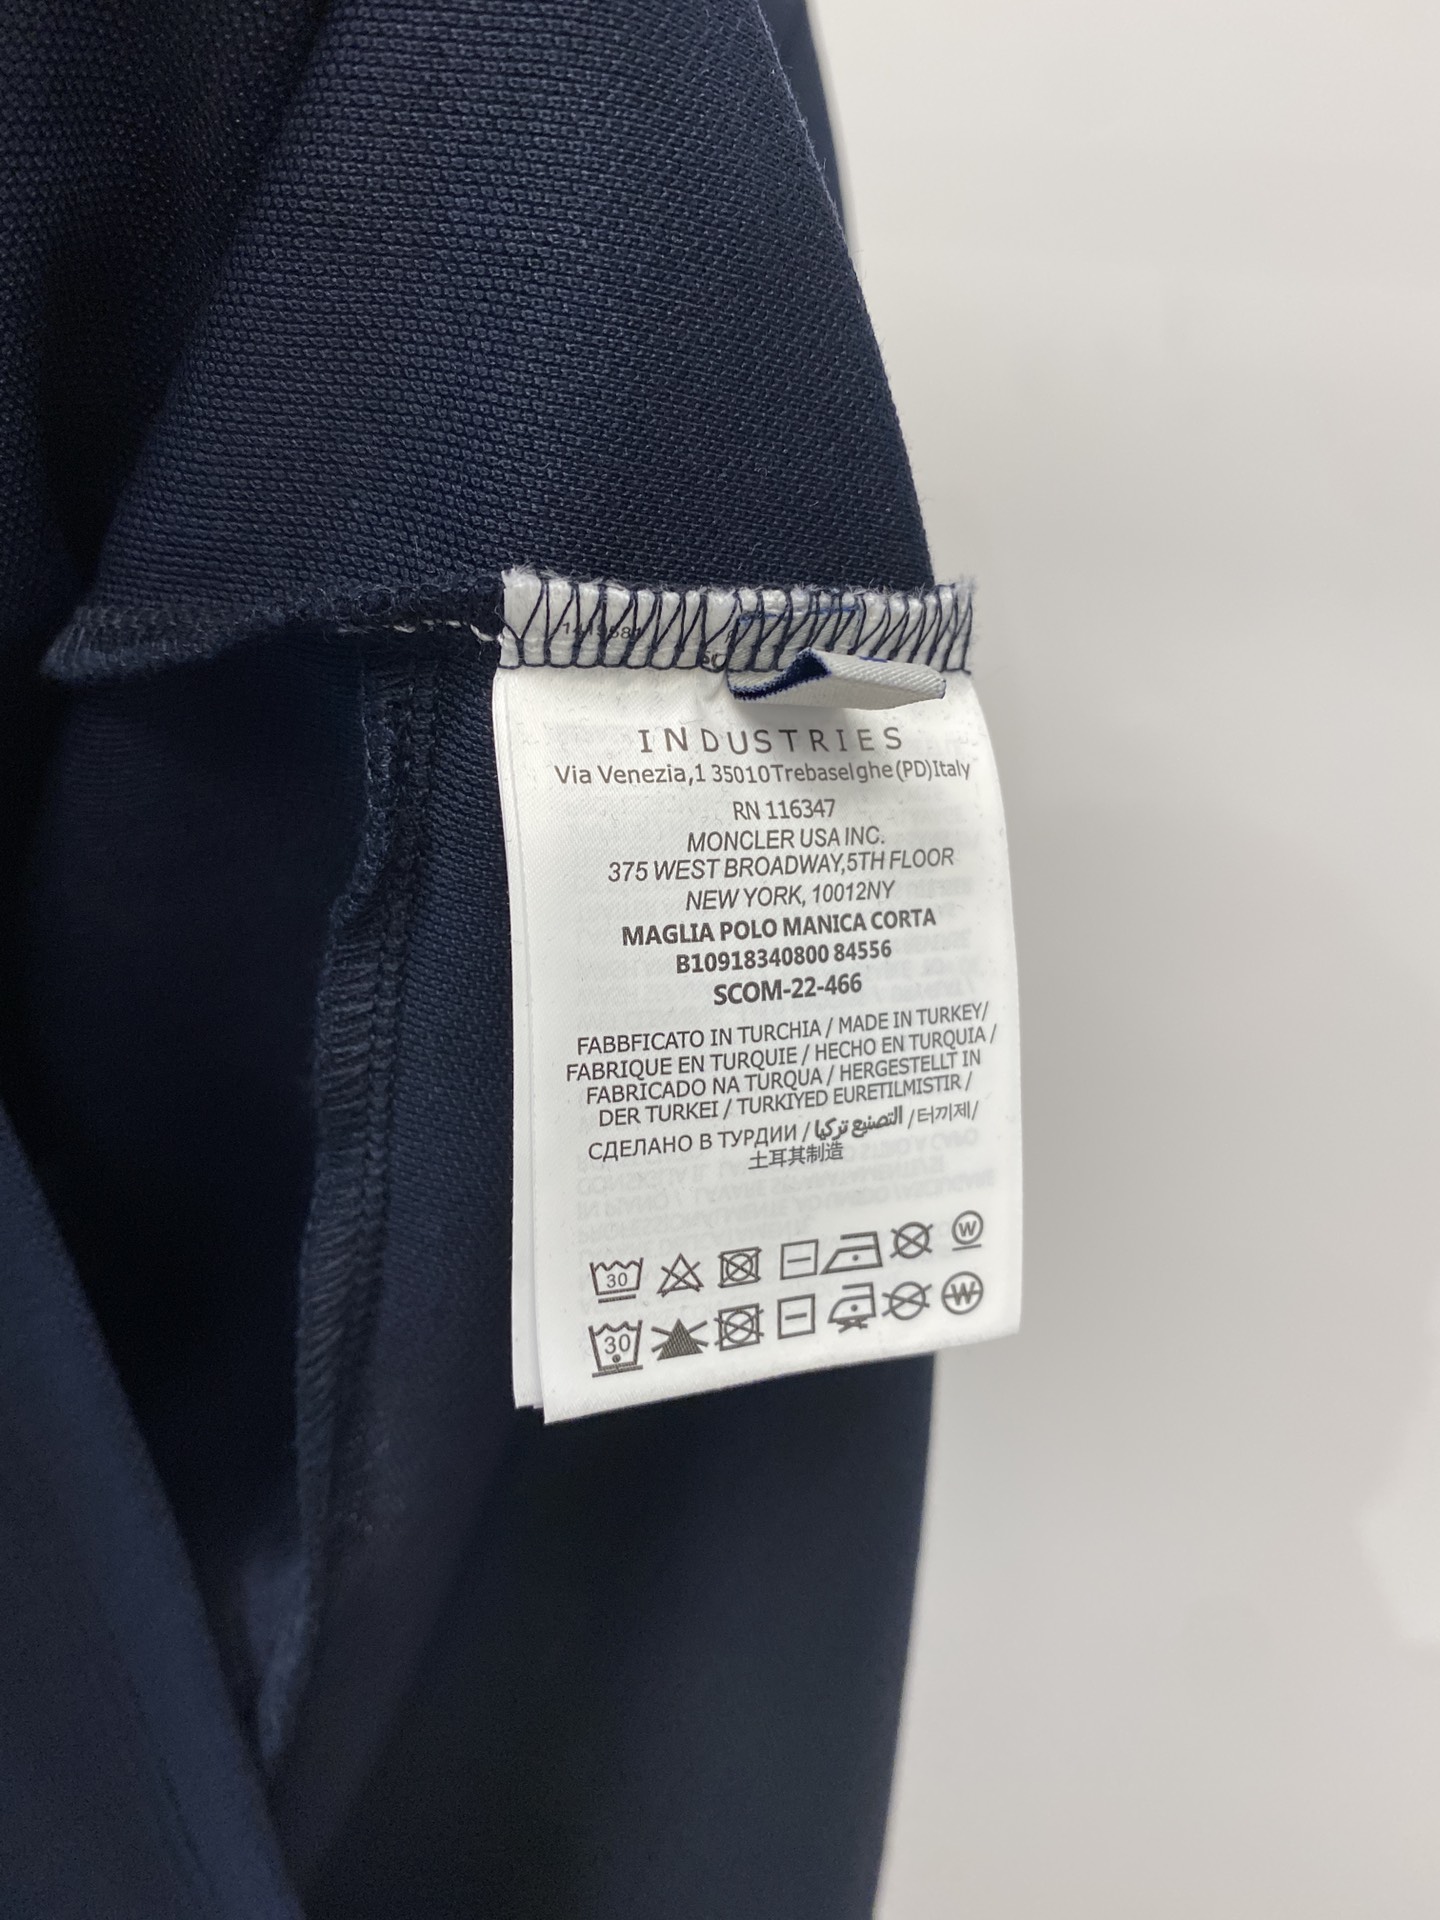 INDUSTRIES
Via Venezia,1 35010Trebaselghe(PD)Italy
RN 116347
MONCLER USA INC.
375 WEST BROADWAY,5TH FLOOR
NEW YORK, 10012NY
MAGLIA POLO MANICA CORTA
B10918340800 84556
SCOM-22-466
FABBFICATO IN TURCHIA / MADE IN TURKEY/
FABRIQUE EN TURQUIE / HECHO EN TURQUIA /
FABRICADO NA TURQUA / HERGESTELLT IN
DER TURKEI / TURKIYED EURETILMISTIR /
СДЕЛАНО В ТУРДИИ / التصنيع تركيا /터끼제/
土耳其制造
30 W
30 W